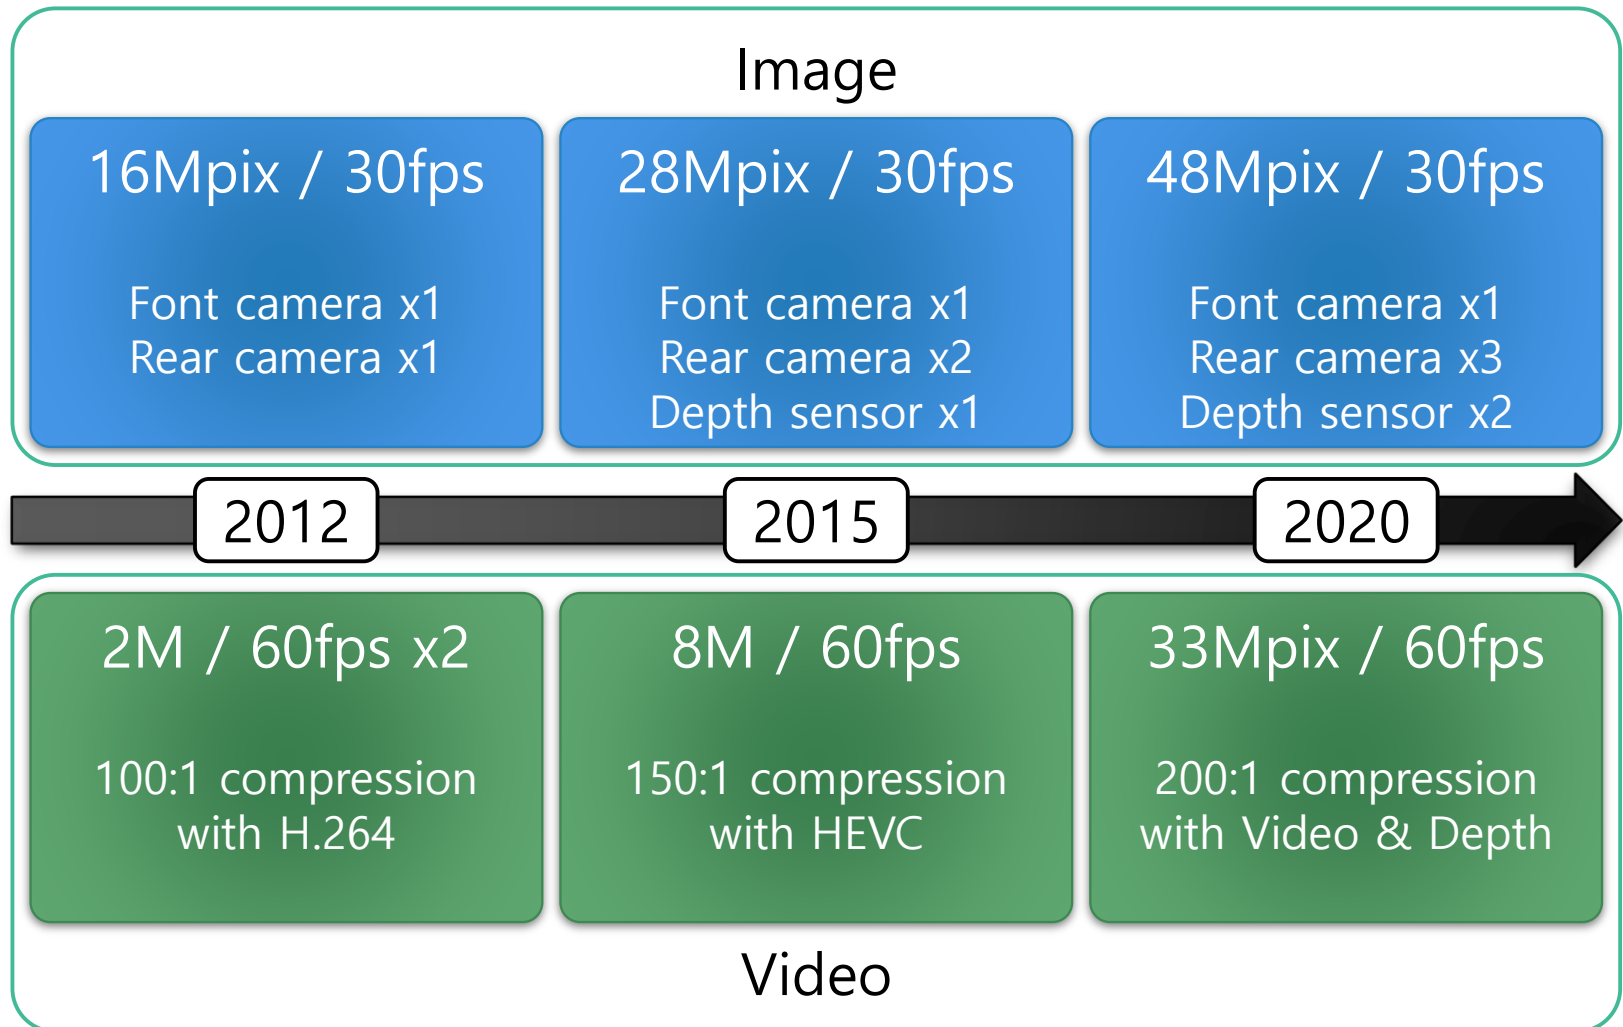 Image
16Mpix / 30fps
Font camera x1
Rear camera x1
28Mpix / 30fps
Font camera x1
Rear camera x2
Depth sensor x1
48Mpix / 30fps
Font camera x1
Rear camera x3
Depth sensor x2
2012
2015
2020
2M / 60fps x2
100:1 compression
with H.264
8M / 60fps
150:1 compression
with HEVC
33Mpix / 60fps
200:1 compression
with Video & Depth
Video